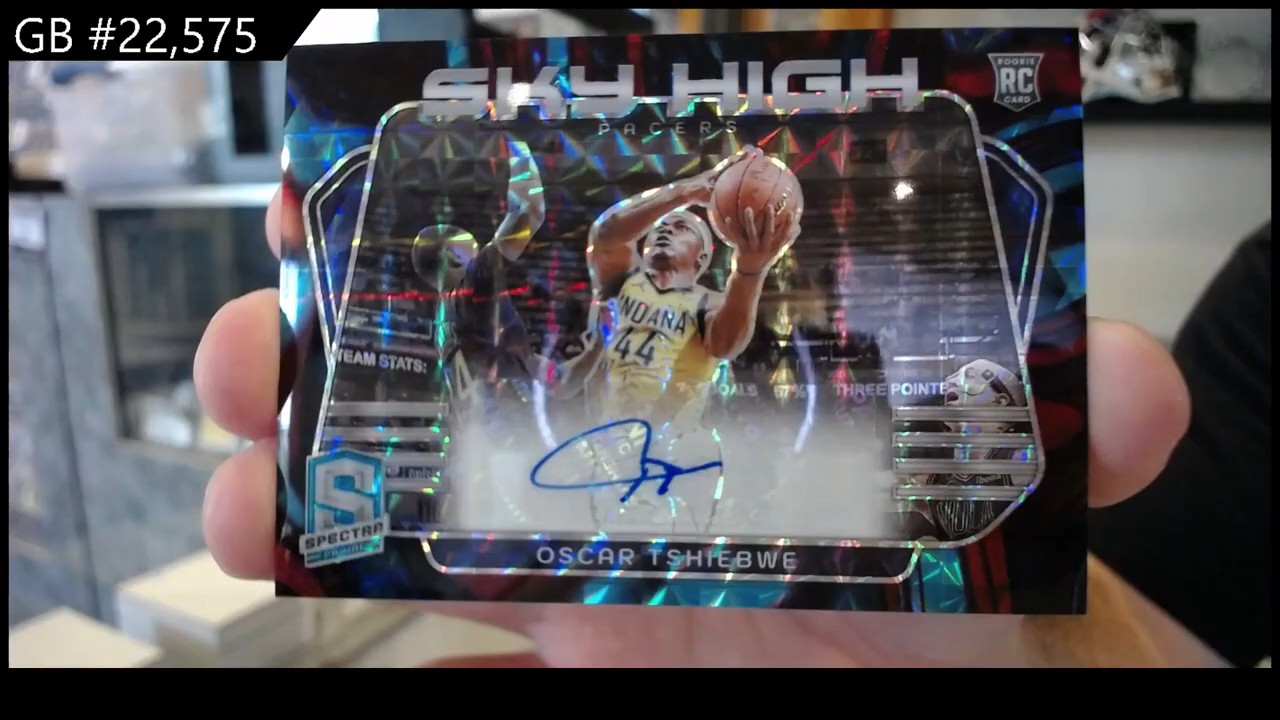 GB #22,575
SKY HIGH
PACERS
ROOKIE
RC
CARD
INDIANA
44
TEAM STATS:
THREE POINTE
S
SPECTRA
OSCAR TSHIEBWE